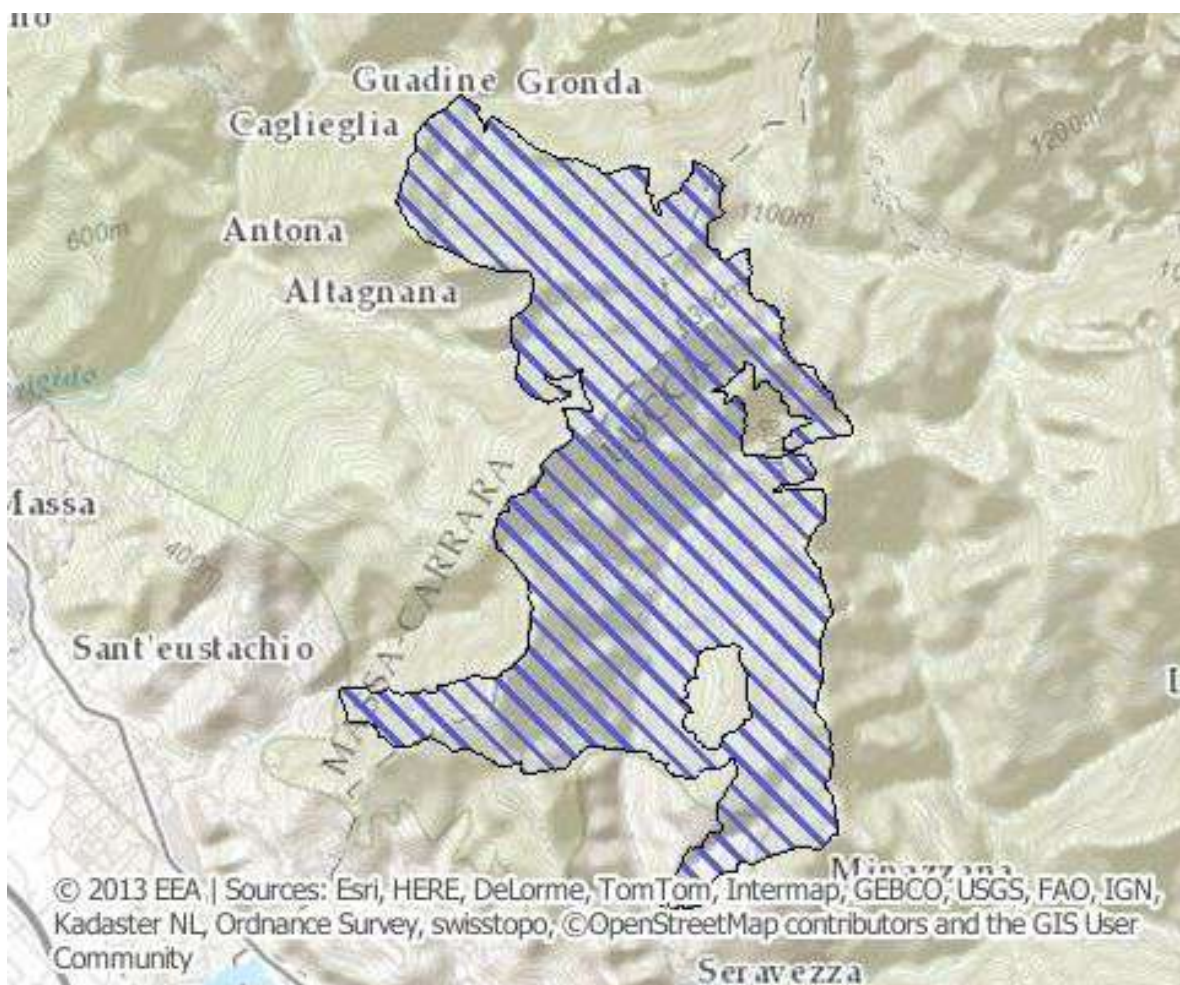 Guadine Gronda
Caglieglia
1200m
1100m
600m
Antona
Altagnana
LUCCA
Massa
400m
MASSA-CARRARA
Sant'eustachio
Minazzana
© 2013 EEA | Sources: Esri, HERE, DeLorme, TomTom, Intermap, GEBCO, USGS, FAO, IGN,
Kadaster NL, Ordnance Survey, swisstopo, ©OpenStreetMap contributors and the GIS User
Community
Seravezza